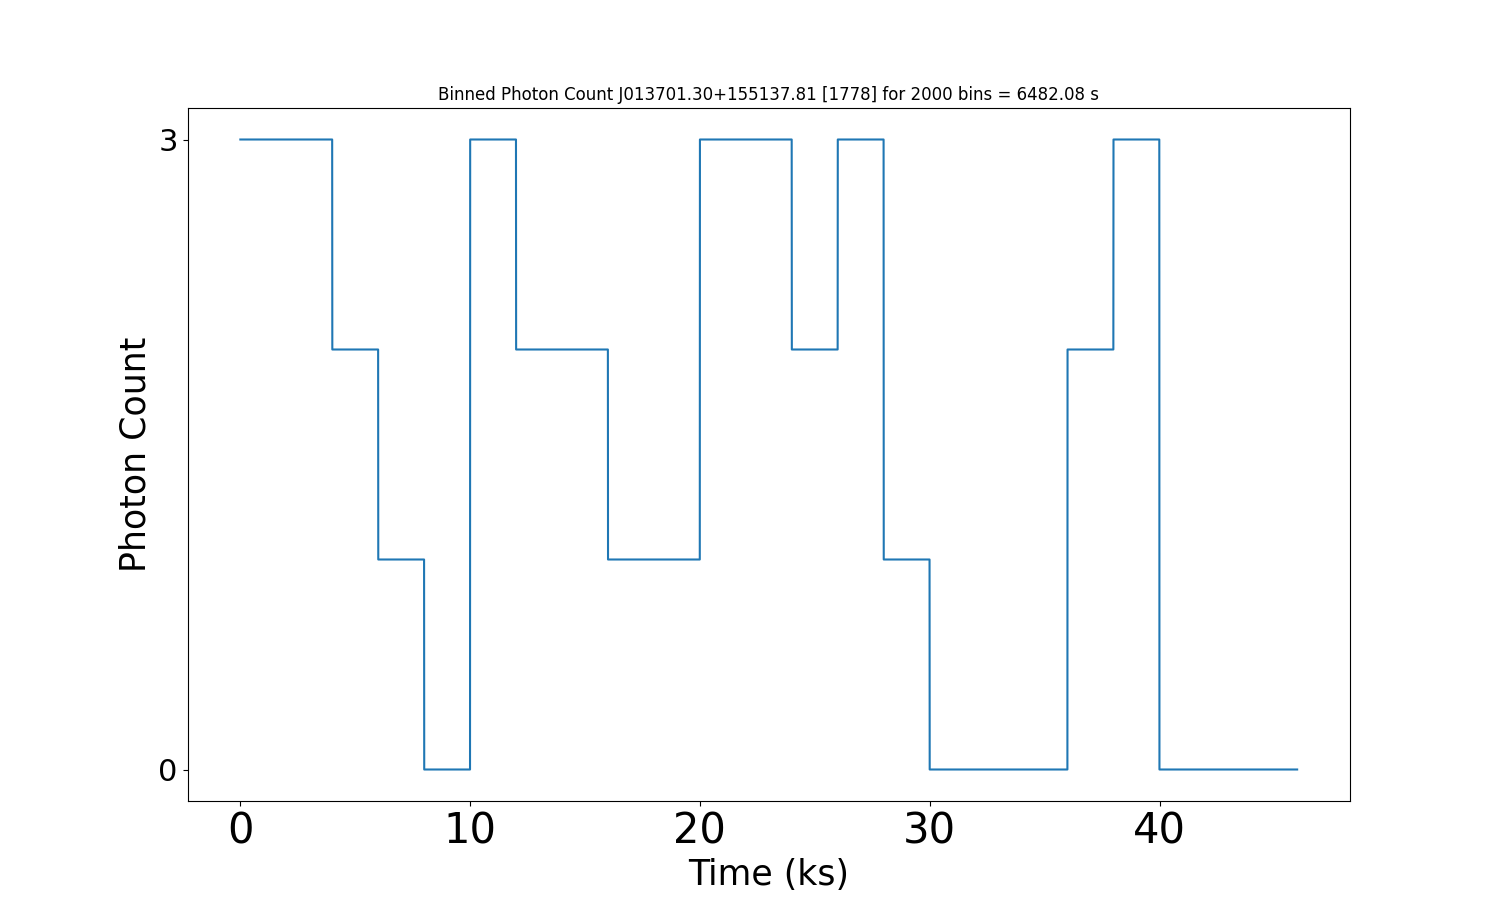 Binned Photon Count J013701.30+155137.81 [1778] for 2000 bins = 6482.08 s
3
Photon Count
0
0 10 20 30 40
Time (ks)